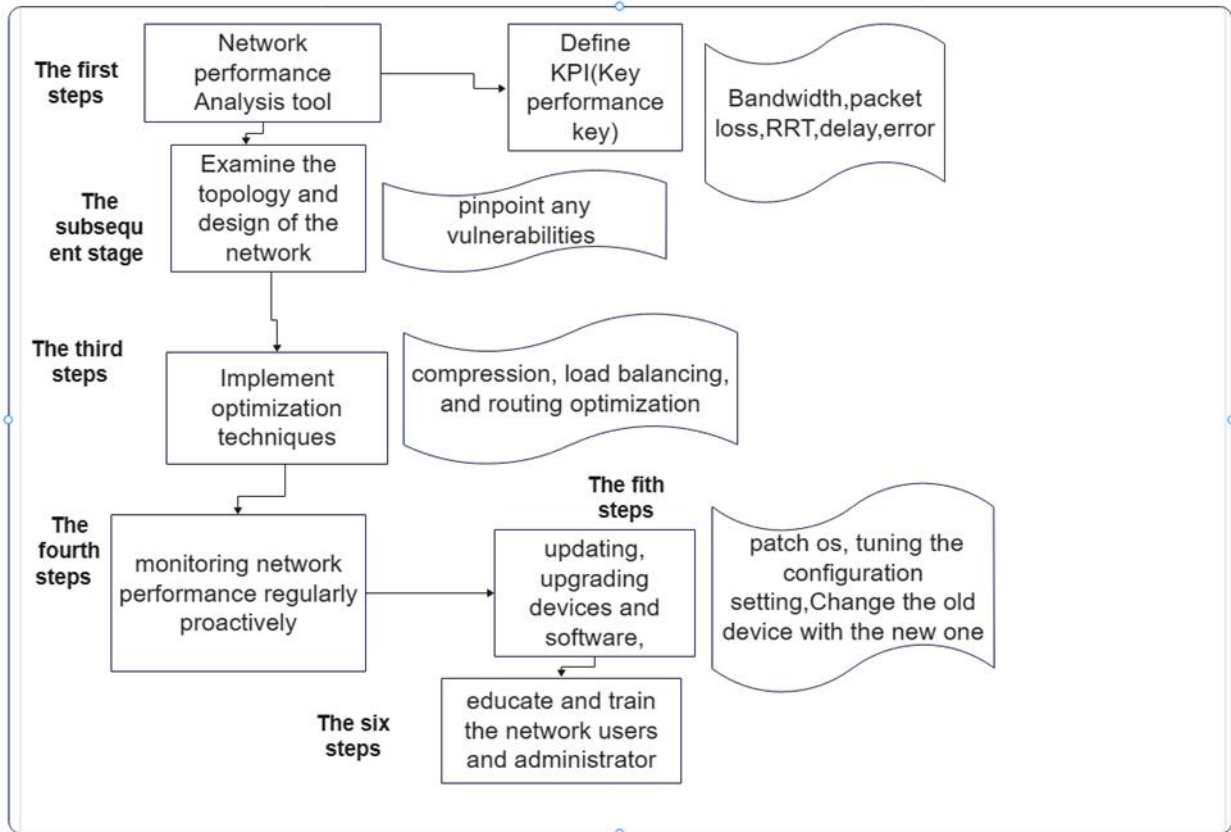 The first
steps
Network
performance
Analysis tool
Define
KPI(Key
performance
key)
Bandwidth,packet
loss,RRT,delay,error
The
subsequ
ent stage
Examine the
topology and
design of the
network
pinpoint any
vulnerabilities
The third
steps
Implement
optimization
techniques
compression, load balancing,
and routing optimization
The
fourth
steps
monitoring network
performance regularly
proactively
The fith
steps
updating,
upgrading
devices and
software,
patch os, tuning the
configuration
setting,Change the old
device with the new one
The six
steps
educate and train
the network users
and administrator